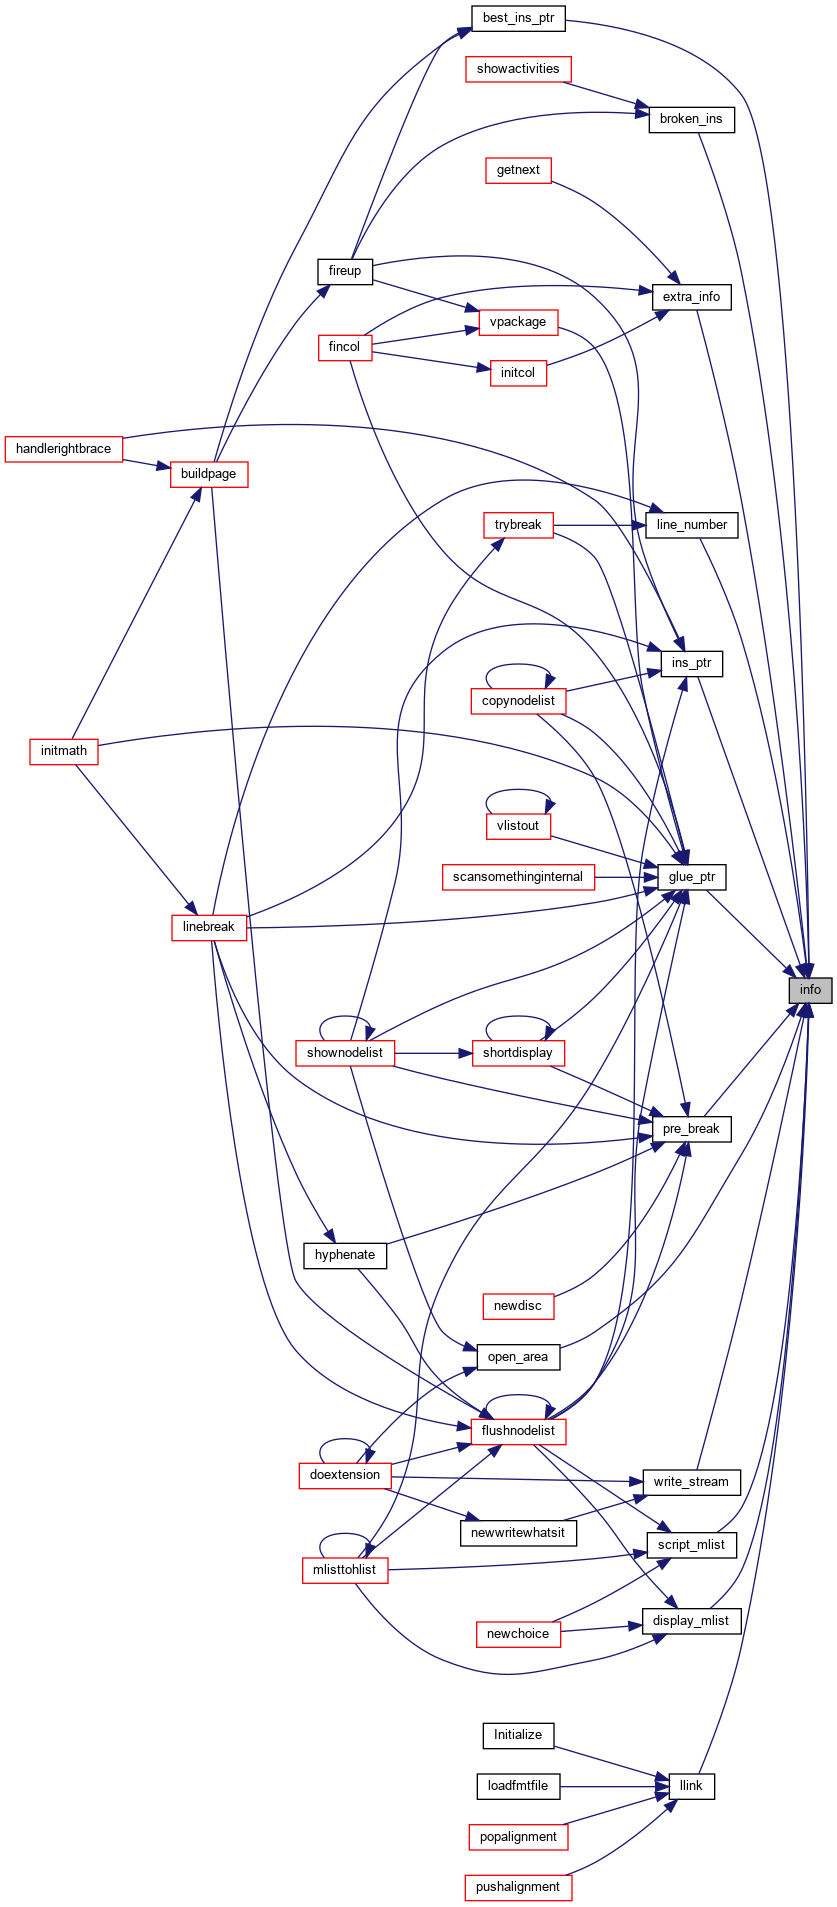 best_ins_ptr
showactivities
broken_ins
getnext
fireup
extra_info
vpackage
fincol
initcol
handlerightbrace
buildpage
trybreak
line_number
ins_ptr
copynodelist
initmath
vlistout
scansomethinginternal
glue_ptr
linebreak
info
shownodelist
shortdisplay
pre_break
hyphenate
newdisc
open_area
flushnodelist
doextension
write_stream
newwritewhatsit
script_mlist
mlisttohlist
newchoice
display_mlist
Initialize
loadfmtfile
llink
popalignment
pushalignment